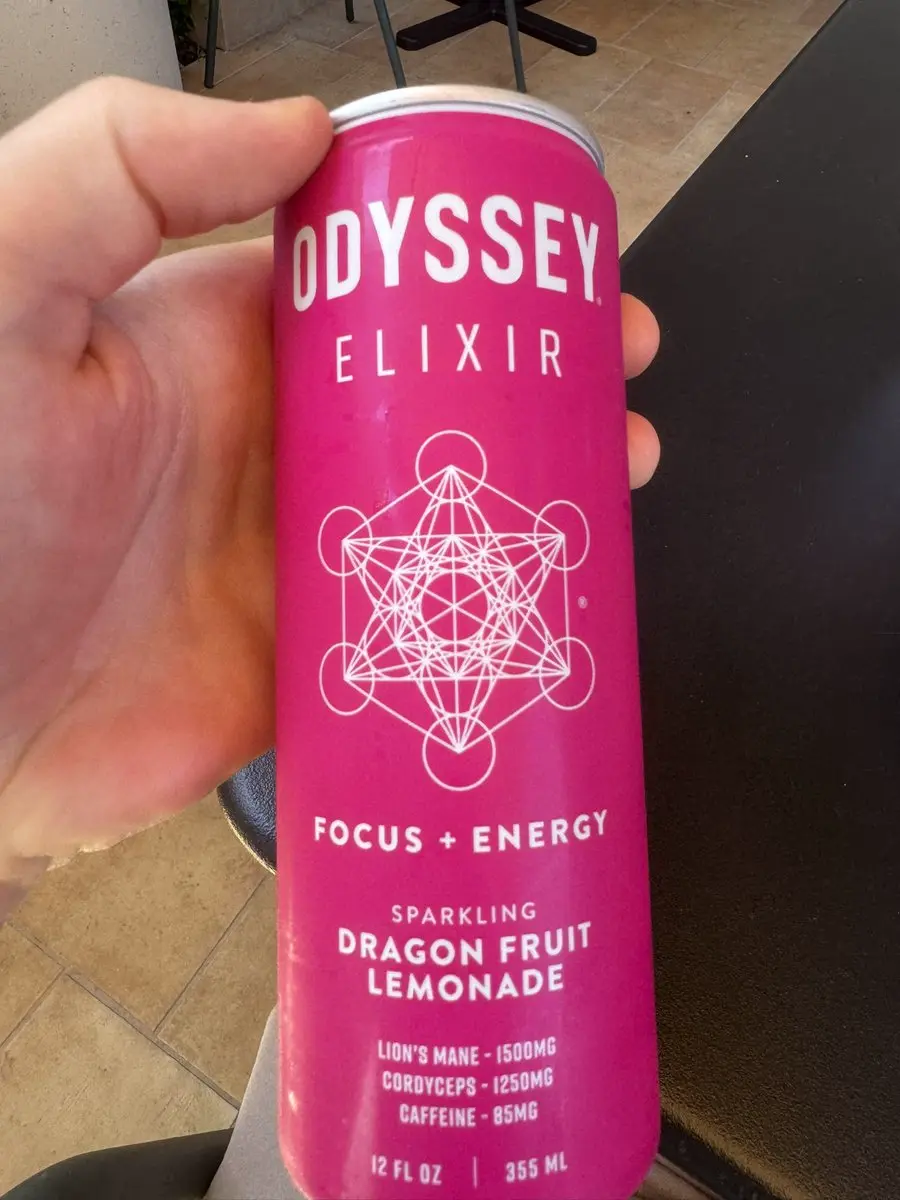 ODYSSEY®
ELIXIR
®
FOCUS + ENERGY
SPARKLING
DRAGON FRUIT
LEMONADE
LION'S MANE - 1500MG
CORDYCEPS - 1250MG
CAFFEINE - 85MG
12 FL OZ | 355 ML